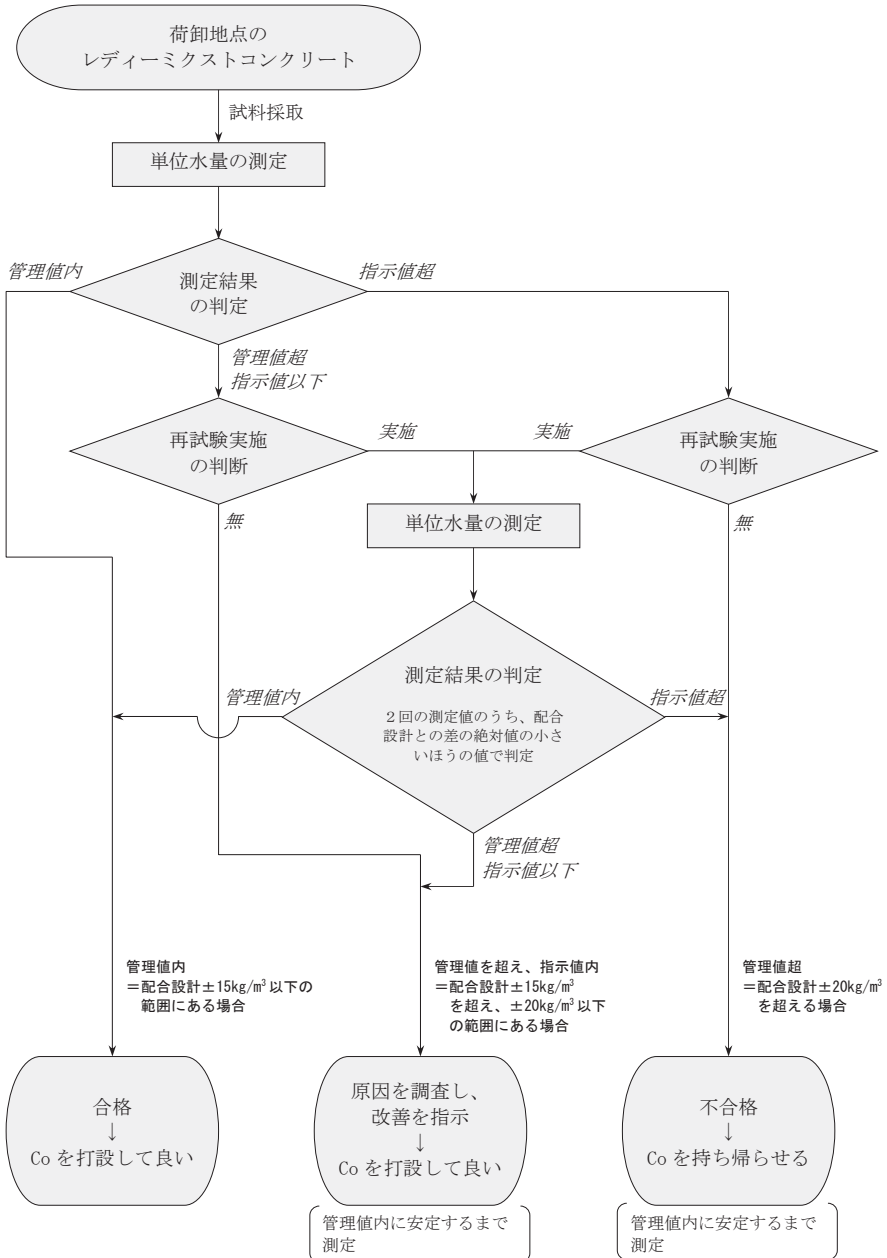 荷卸地点の
レディーミクストコンクリート
試料採取
単位水量の測定
管理値内
測定結果
の判定
指示値超
管理値超
指示値以下
再試験実施
の判断
実施
実施
再試験実施
の判断
無
単位水量の測定
無
管理値内
測定結果の判定
２回の測定値のうち、配合
設計との差の絶対値の小さ
いほうの値で判定
指示値超
管理値超
指示値以下
管理値内
＝配合設計±15kg/m³以下の
範囲にある場合
管理値を超え、指示値内
＝配合設計±15kg/m³
を超え、±20kg/m³以下
の範囲にある場合
管理値超
＝配合設計±20kg/m³
を超える場合
合格
↓
Co を打設して良い
原因を調査し、
改善を指示
↓
Co を打設して良い
不合格
↓
Co を持ち帰らせる
管理値内に安定するまで
測定
管理値内に安定するまで
測定